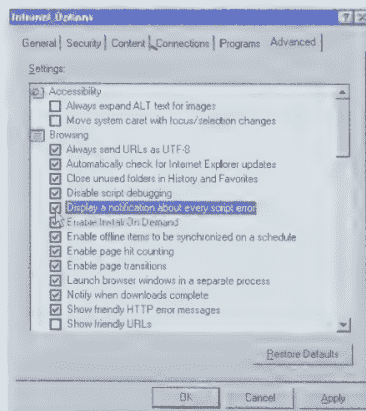 Internet Options
General Security Content Connections Programs Advanced
Settings:
Accessibility
Always expand ALT text for images
Move system caret with focus/selection changes
Browsing
Always send URLs as UTF-8
Automatically check for Internet Explorer updates
Close unused folders in History and Favorites
Disable script debugging
Display a notification about every script error
Enable Install On Demand
Enable offline items to be synchronized on a schedule
Enable page hit counting
Enable page transitions
Launch browser windows in a separate process
Notify when downloads complete
Show friendly HTTP error messages
Show friendly URLs
Restore Defaults
OK Cancel Apply